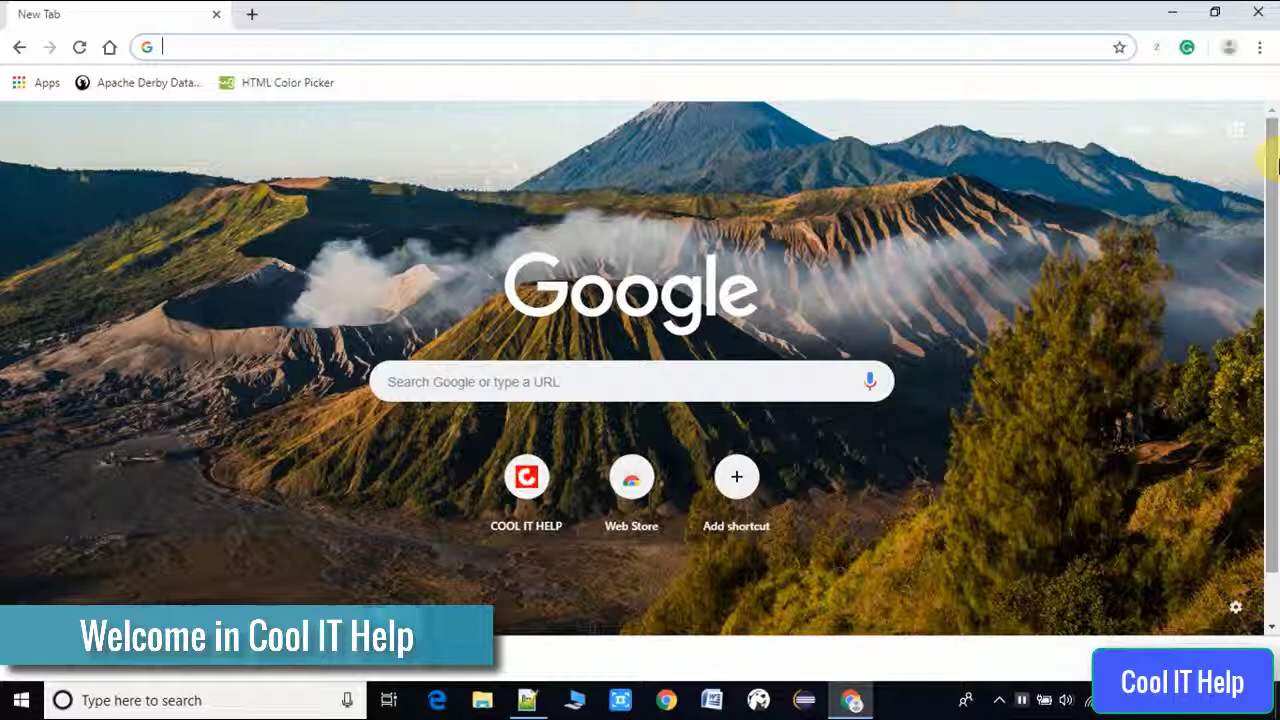 New Tab
Apps
Apache Derby Data...
HTML Color Picker
Google
Search Google or type a URL
COOL IT HELP
Web Store
Add shortcut
Welcome in Cool IT Help
Type here to search
Cool IT Help